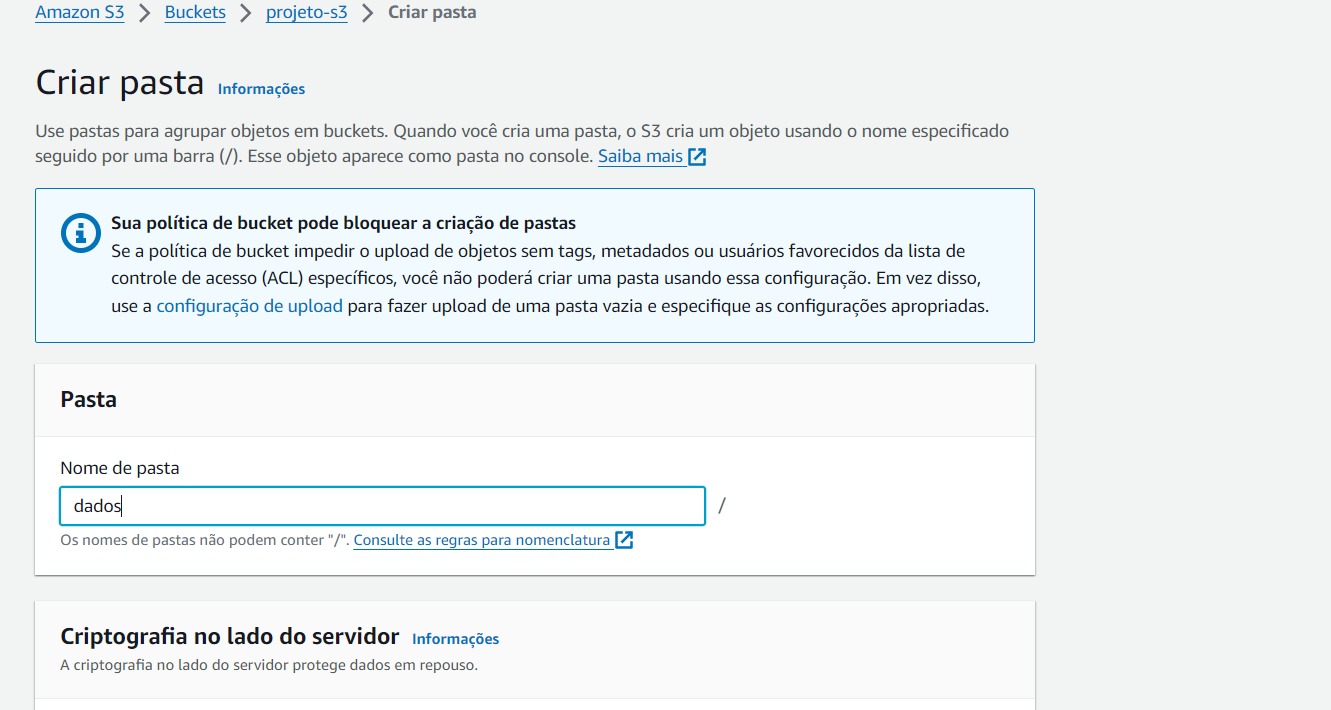 Amazon S3 > Buckets > projeto-s3 > Criar pasta
Criar pasta Informações
Use pastas para agrupar objetos em buckets. Quando você cria uma pasta, o S3 cria um objeto usando o nome especificado
seguido por uma barra (/). Esse objeto aparece como pasta no console. Saiba mais
Sua política de bucket pode bloquear a criação de pastas
Se a política de bucket impedir o upload de objetos sem tags, metadados ou usuários favorecidos da lista de
controle de acesso (ACL) específicos, você não poderá criar uma pasta usando essa configuração. Em vez disso,
use a configuração de upload para fazer upload de uma pasta vazia e especifique as configurações apropriadas.
Pasta
Nome de pasta
dados /
Os nomes de pastas não podem conter "/". Consulte as regras para nomenclatura
Criptografia no lado do servidor Informações
A criptografia no lado do servidor protege dados em repouso.